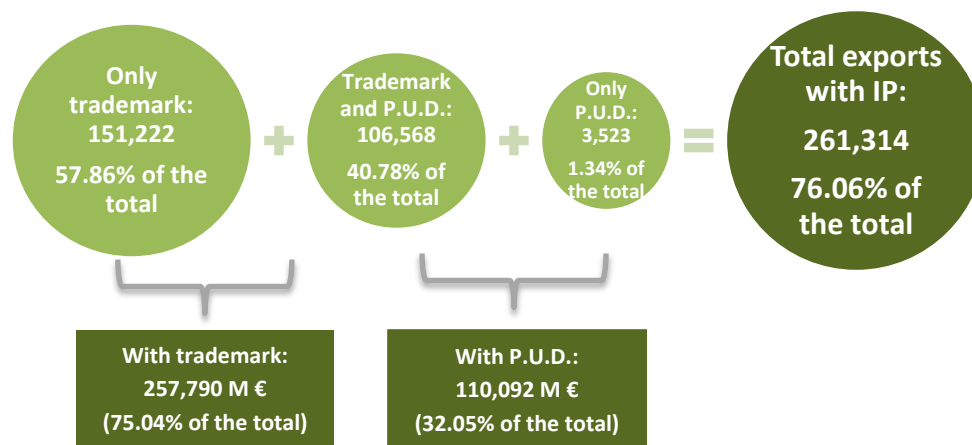 Only
trademark:
151,222
57.86% of the
total
+
Trademark
and P.U.D.:
106,568
40.78% of
the total
+
Only
P.U.D.:
3,523
1.34% of
the total
=
Total exports
with IP:
261,314
76.06% of
the total
With trademark:
257,790 M €
(75.04% of the total)
With P.U.D.:
110,092 M €
(32.05% of the total)